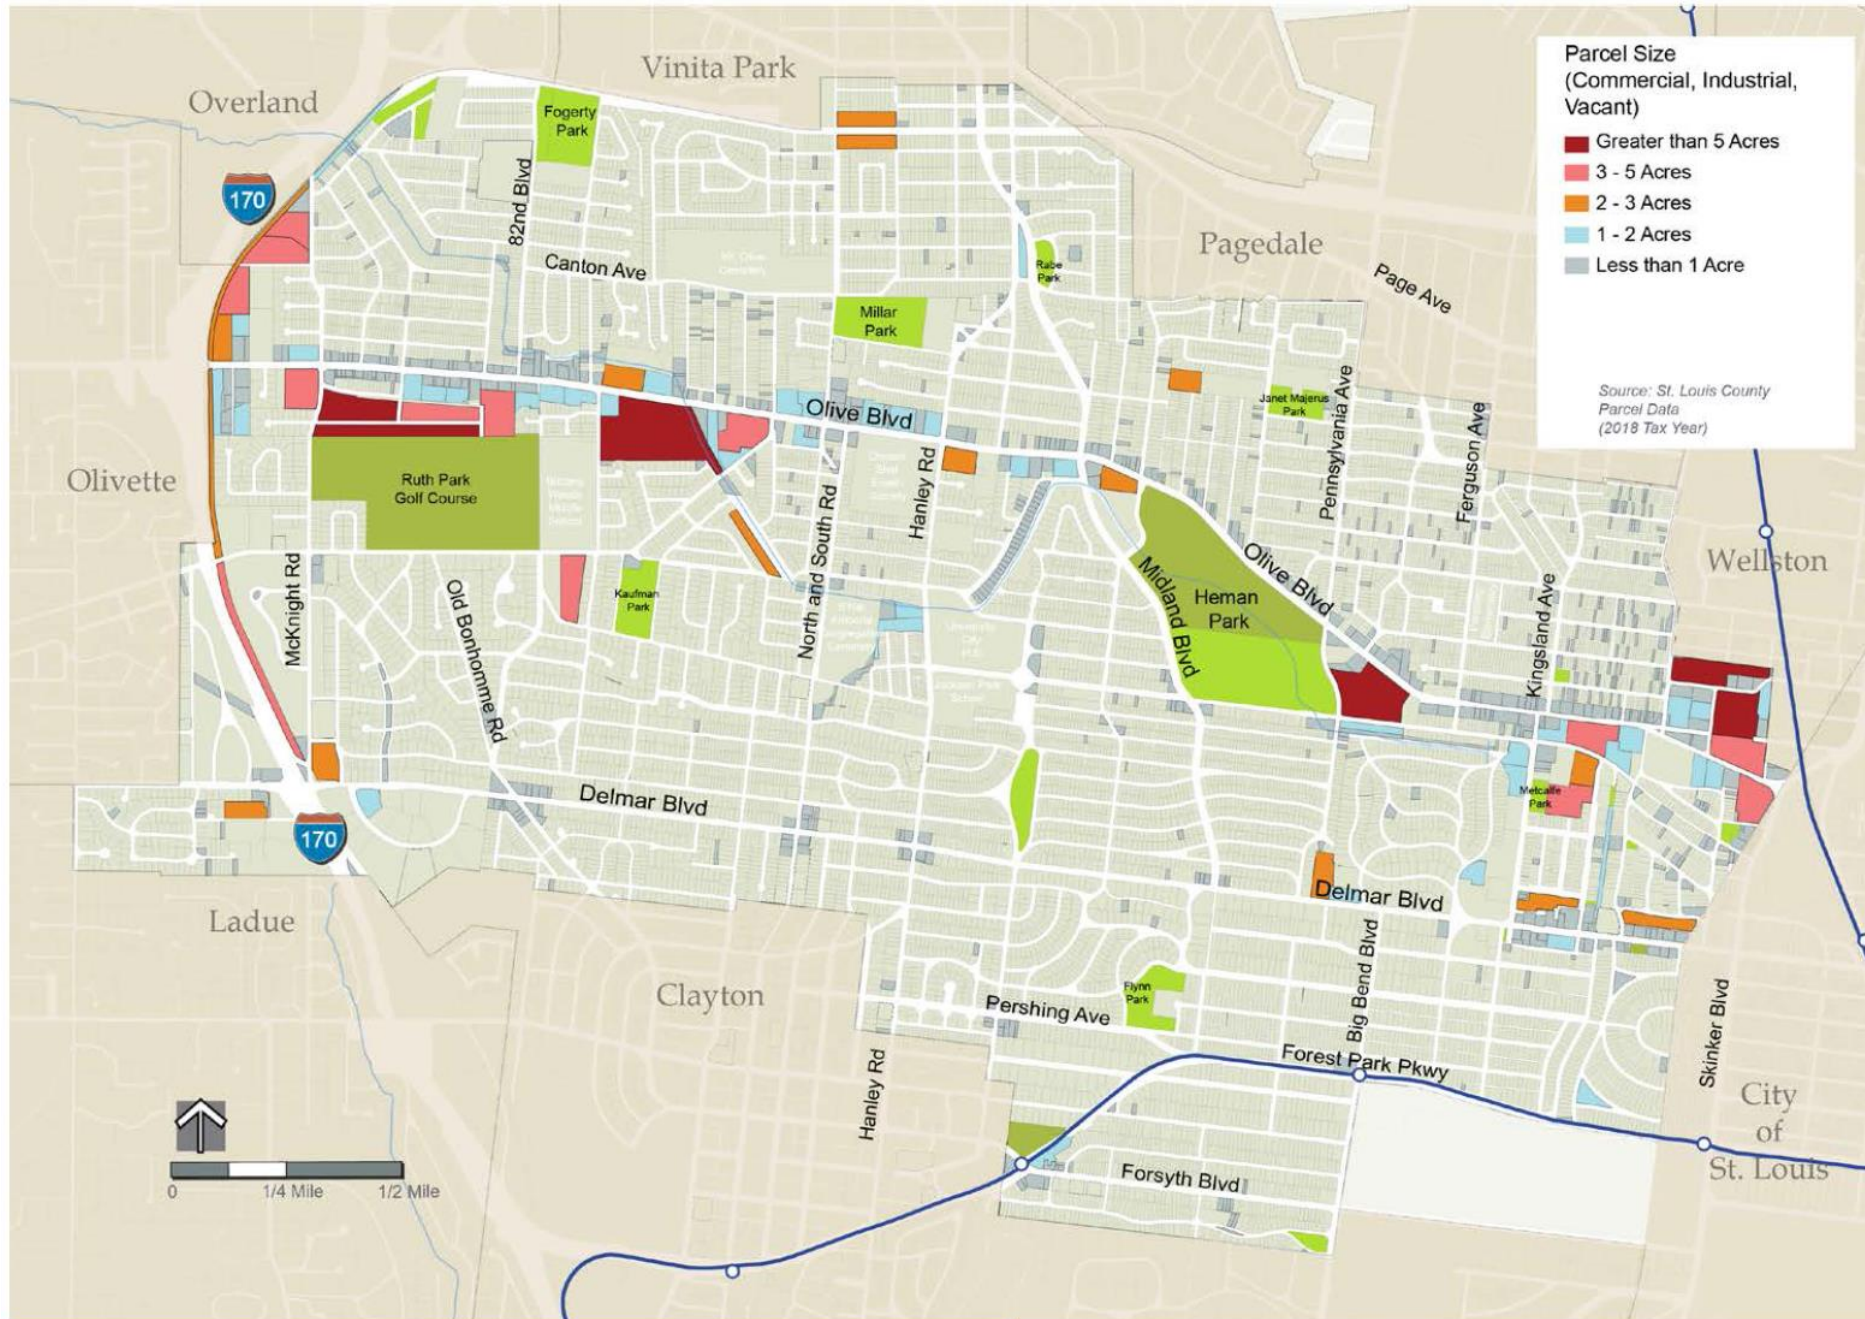 Parcel Size
(Commercial, Industrial,
Vacant)
Greater than 5 Acres
3 - 5 Acres
2 - 3 Acres
1 - 2 Acres
Less than 1 Acre
Source: St. Louis County
Parcel Data
(2018 Tax Year)
Vinita Park
Overland
Fogerty
Park
170
82nd Blvd
Pagedale
Canton Ave
Mt. Olive
Cemetery
Rabe
Park
Page Ave
Millar
Park
Janet Majerus
Park
Pennsylvania Ave
Olive Blvd
Ferguson Ave
Olivette
Ruth Park
Golf Course
Hanley Rd
North and South Rd
Wellston
Olive Blvd
McKnight Rd
Old Bonhomme Rd
Kaufman
Park
Midland Blvd
Heman
Park
Kingsland Ave
Metcalfe
Park
Delmar Blvd
170
Delmar Blvd
Ladue
Clayton
Flynn
Park
Pershing Ave
Big Bend Blvd
Skinker Blvd
Forest Park Pkwy
Hanley Rd
City
of
St. Louis
Forsyth Blvd
0 1/4 Mile 1/2 Mile